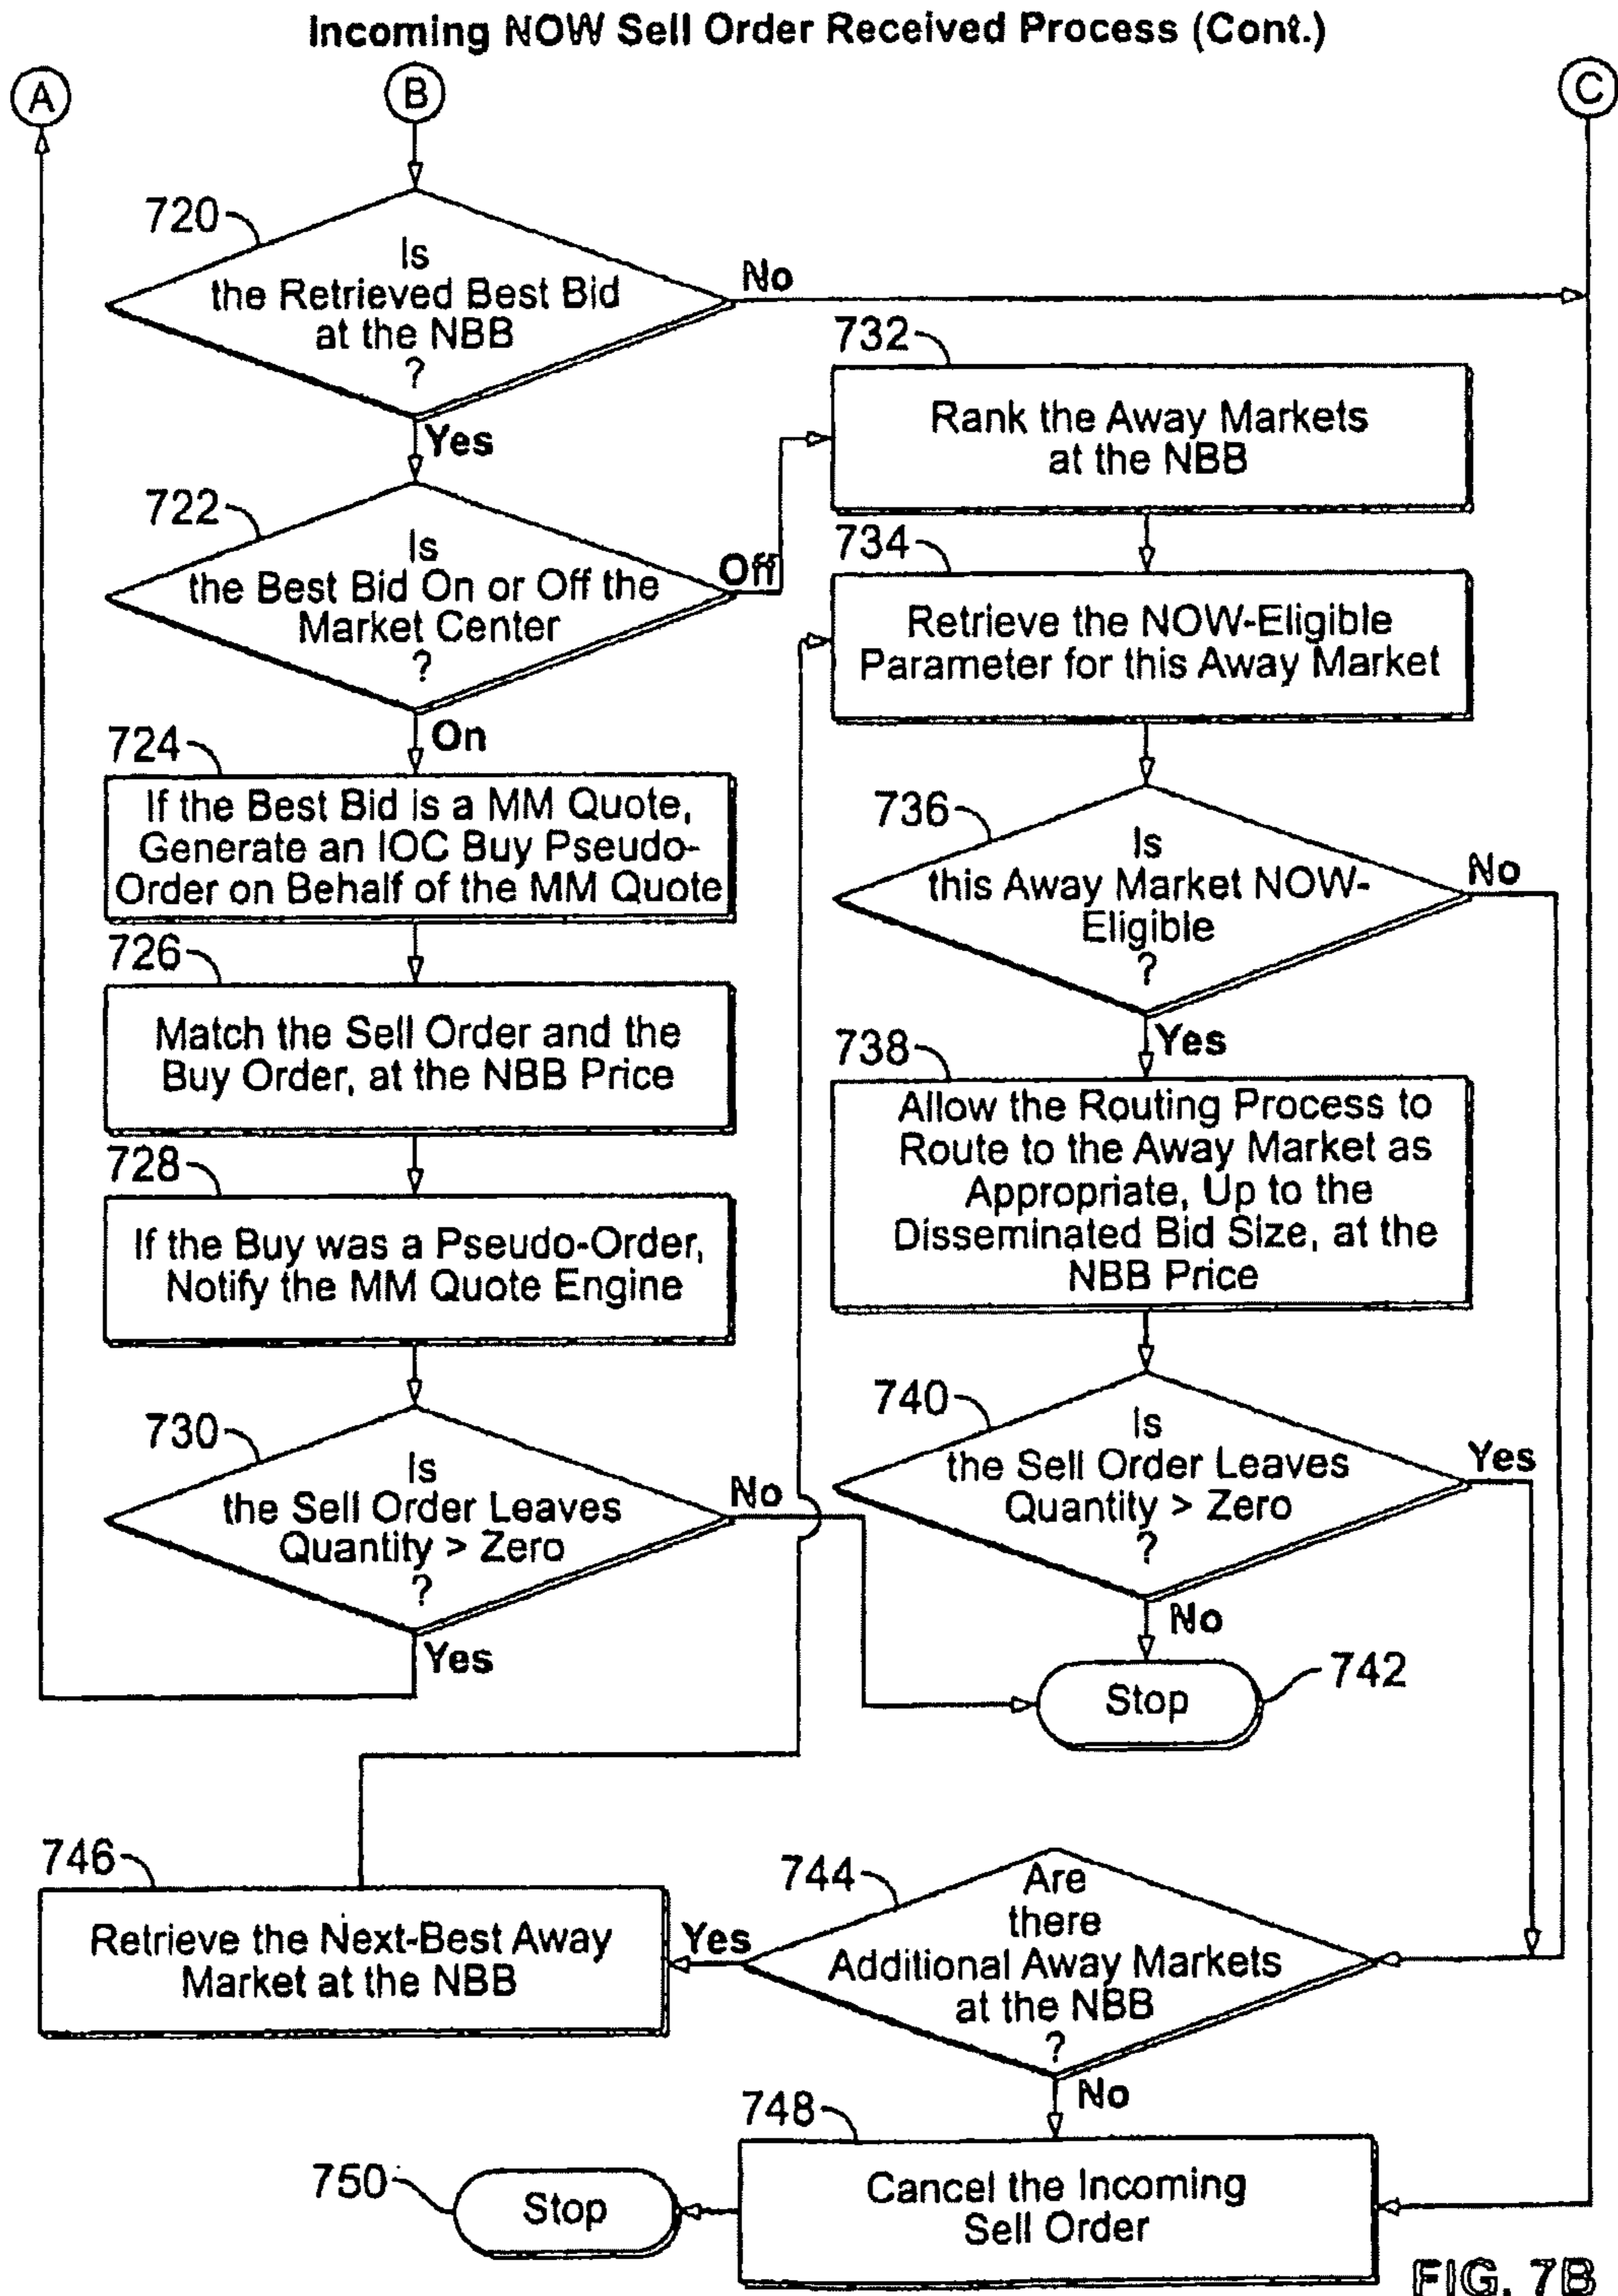 Incoming NOW Sell Order Received Process (Cont.)
A
B
C
720
Is
the Retrieved Best Bid
at the NBB
?
No
Yes
722
Is
the Best Bid On or Off the
Market Center
?
Off
On
724
If the Best Bid is a MM Quote,
Generate an IOC Buy Pseudo-
Order on Behalf of the MM Quote
726
Match the Sell Order and the
Buy Order, at the NBB Price
728
If the Buy was a Pseudo-Order,
Notify the MM Quote Engine
730
Is
the Sell Order Leaves
Quantity > Zero
?
No
Yes
732
Rank the Away Markets
at the NBB
734
Retrieve the NOW-Eligible
Parameter for this Away Market
736
Is
this Away Market NOW-
Eligible
?
No
Yes
738
Allow the Routing Process to
Route to the Away Market as
Appropriate, Up to the
Disseminated Bid Size, at the
NBB Price
740
Is
the Sell Order Leaves
Quantity > Zero
?
Yes
No
Stop
742
744
Are
there
Additional Away Markets
at the NBB
?
Yes
No
746
Retrieve the Next-Best Away
Market at the NBB
748
Cancel the Incoming
Sell Order
750
Stop
FIG. 7B